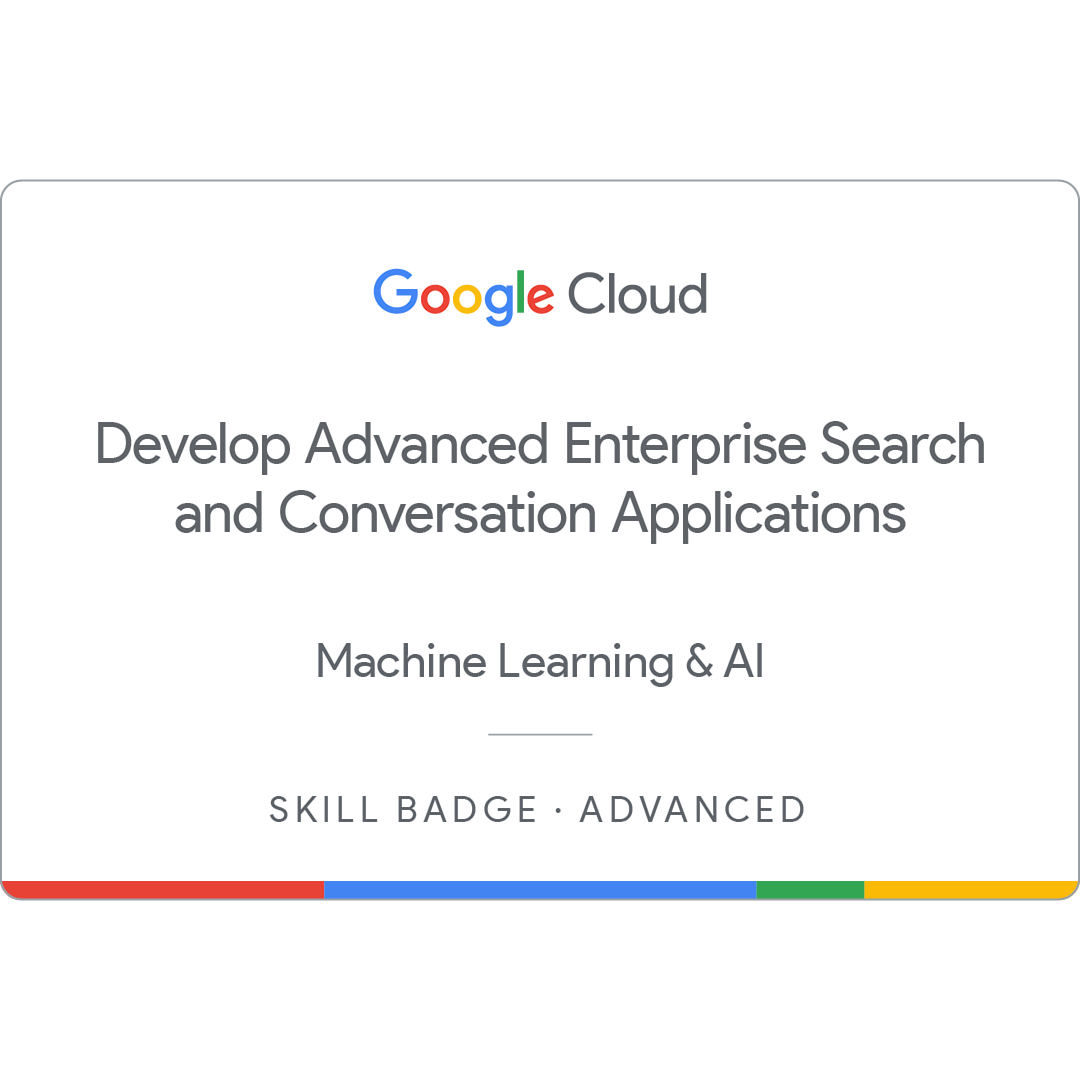 Google Cloud
Develop Advanced Enterprise Search
and Conversation Applications
Machine Learning & AI
SKILL BADGE · ADVANCED